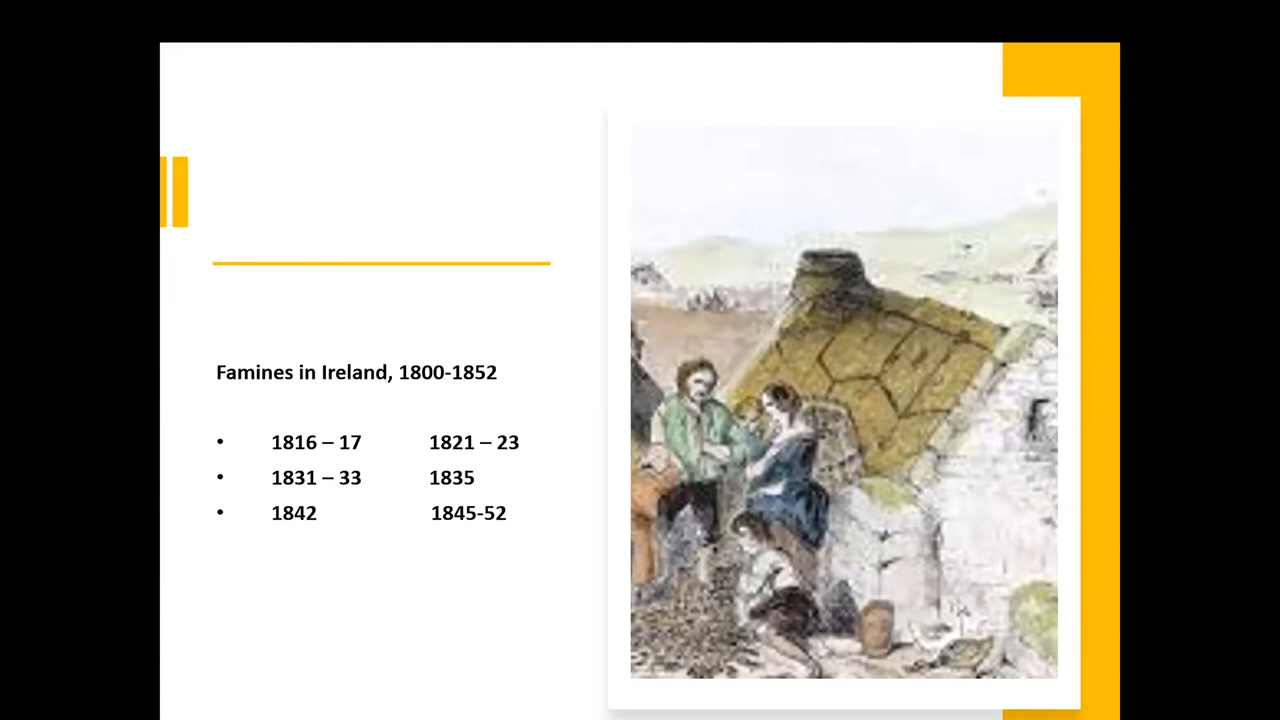 Famines in Ireland, 1800-1852
• 1816 – 17 1821 – 23
• 1831 – 33 1835
• 1842 1845-52